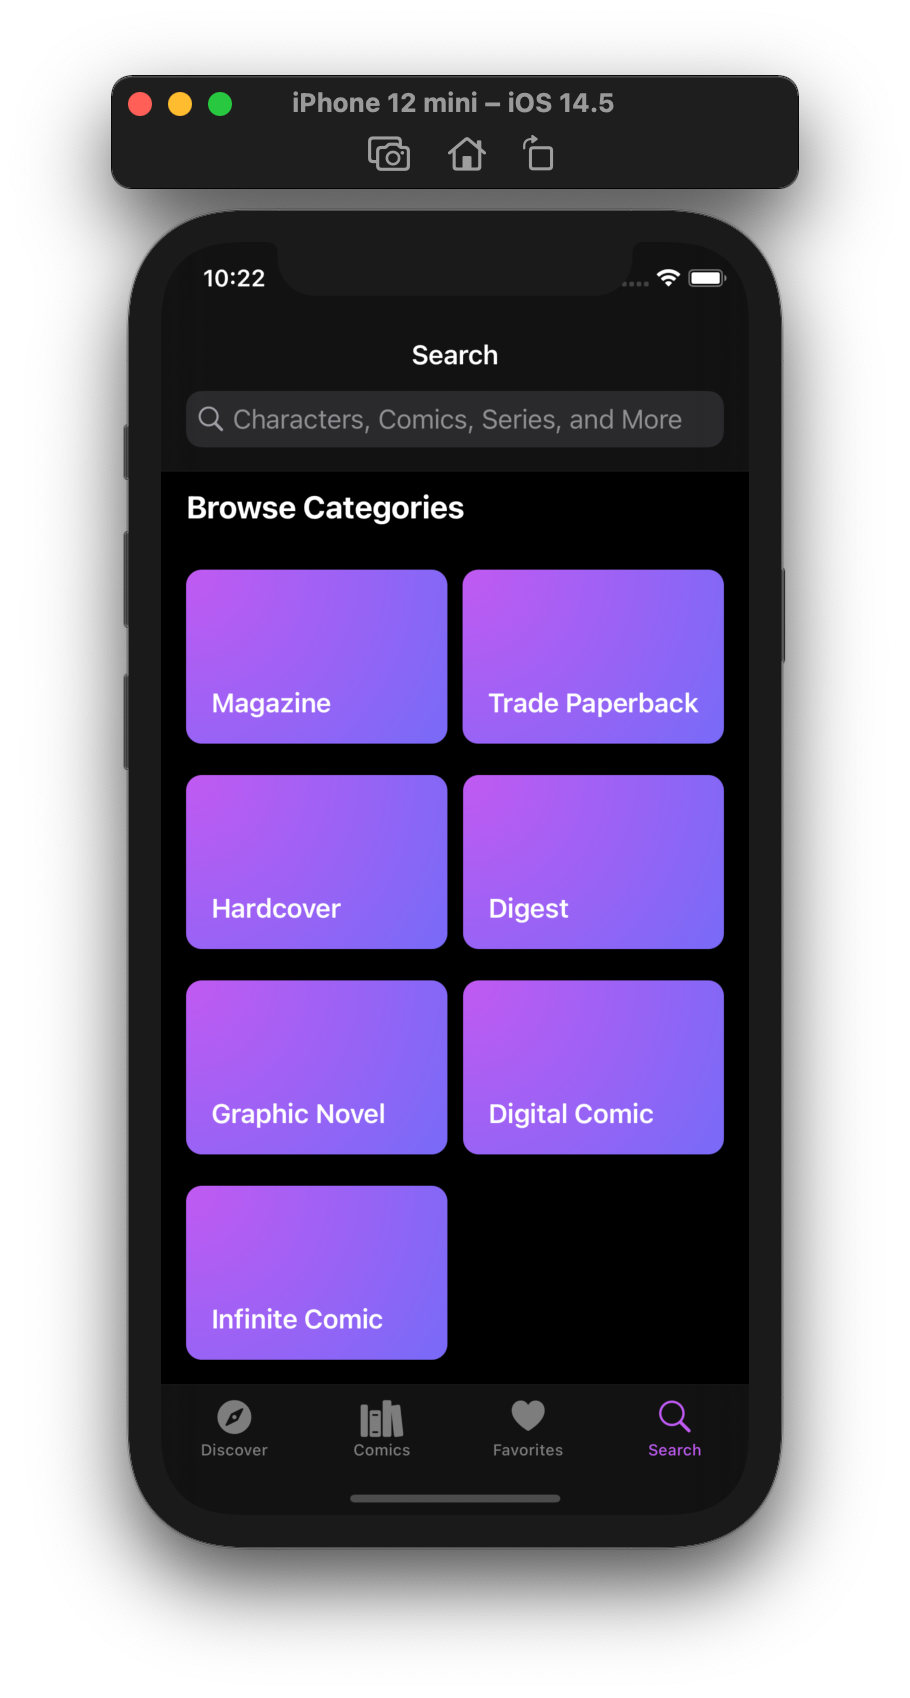 iPhone 12 mini – iOS 14.5
10:22
Search
Characters, Comics, Series, and More
Browse Categories
Magazine
Trade Paperback
Hardcover
Digest
Graphic Novel
Digital Comic
Infinite Comic
Discover
Comics
Favorites
Search